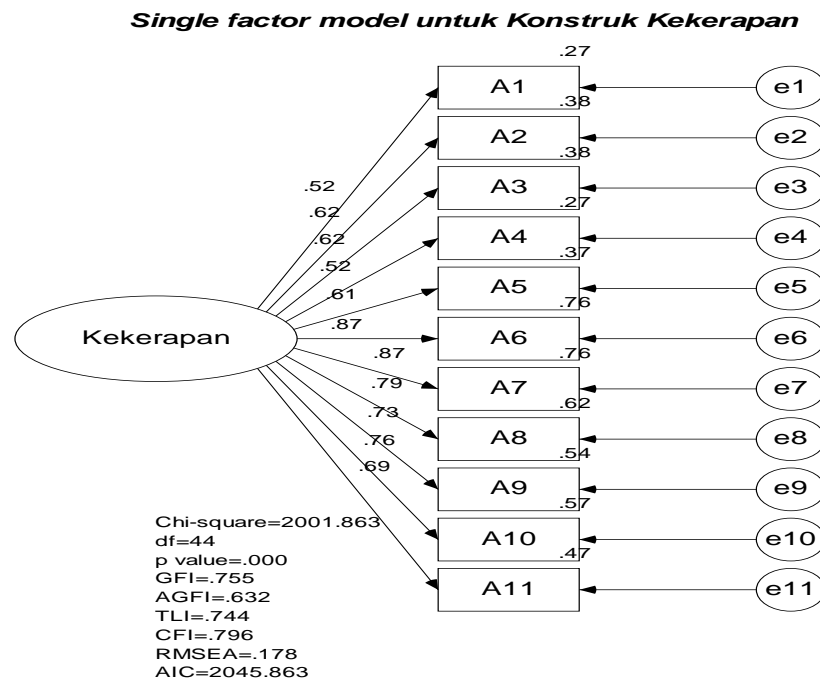 Single factor model untuk Konstruk Kekerapan
.27
A1
e1
.38
A2
e2
.38
A3
e3
.27
A4
e4
.37
A5
e5
.76
A6
e6
.76
A7
e7
.62
A8
e8
.54
A9
e9
.57
A10
e10
.47
A11
e11
.52
.62
.62
.52
.61
.87
.87
.79
.73
.76
.69
Kekerapan
Chi-square=2001.863
df=44
p value=.000
GFI=.755
AGFI=.632
TLI=.744
CFI=.796
RMSEA=.178
AIC=2045.863